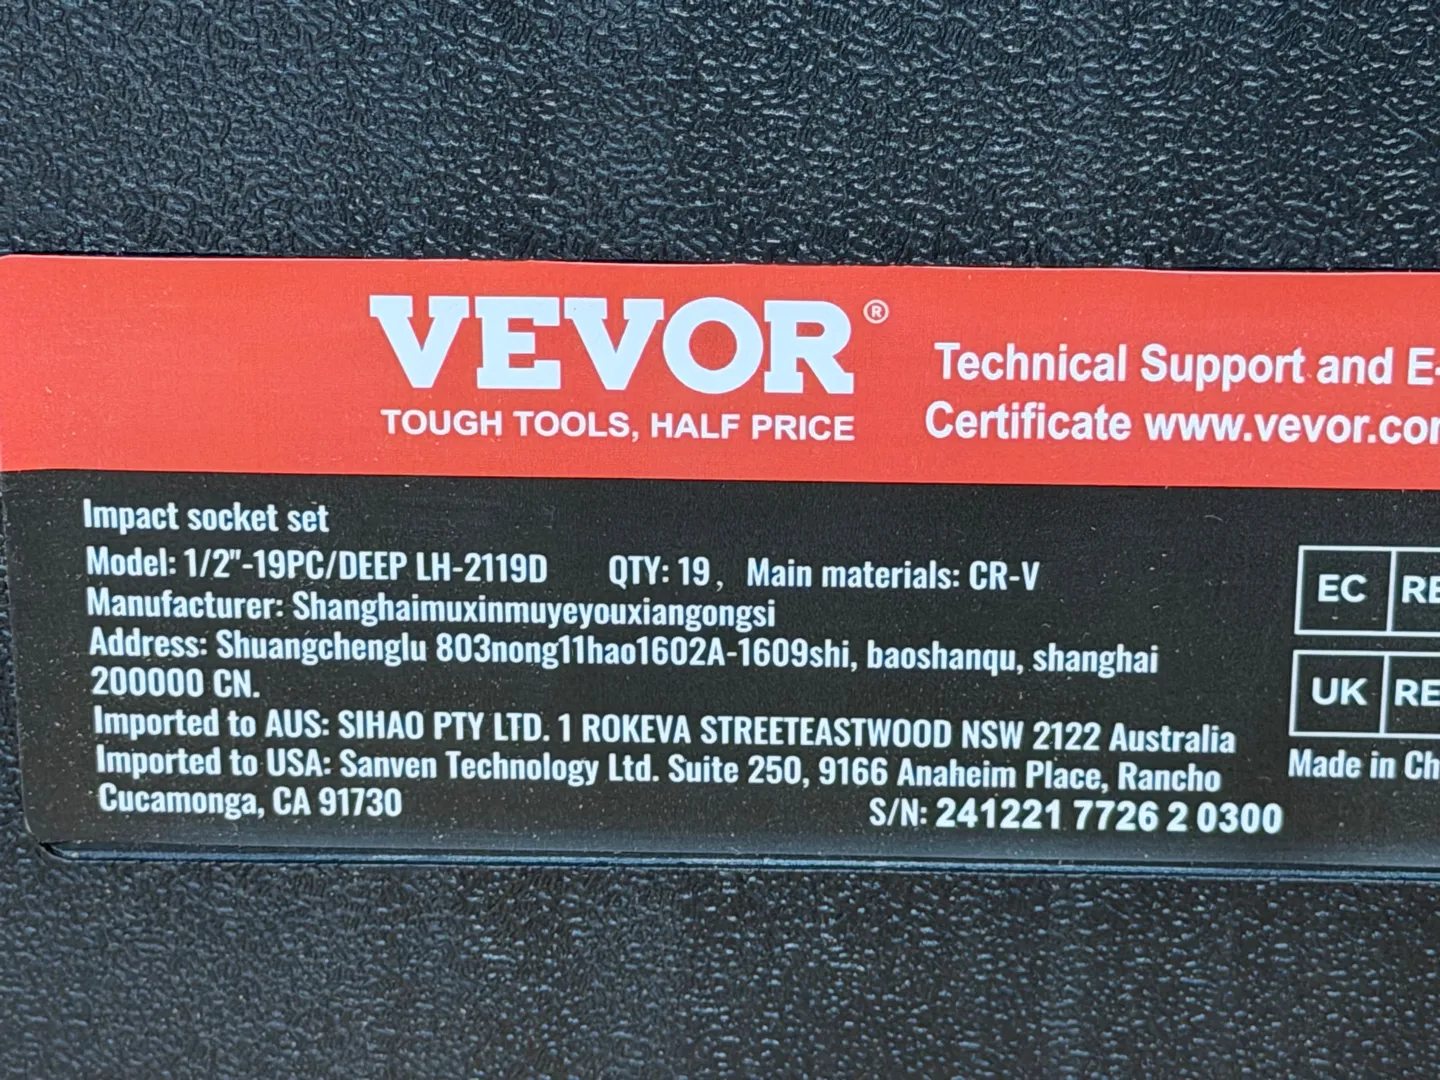 VEVOR®
TOUGH TOOLS, HALF PRICE
Technical Support and E-
Certificate www.vevor.co
Impact socket set
Model: 1/2"-19PC/DEEP LH-2119D QTY: 19, Main materials: CR-V
Manufacturer: Shanghaimuxinmuyeyouxiangongsi
Address: Shuangchenglu 803nong11hao1602A-1609shi, baoshanqu, shanghai
200000 CN.
Imported to AUS: SIHAO PTY LTD. 1 ROKEVA STREETEASTWOOD NSW 2122 Australia
Imported to USA: Sanven Technology Ltd. Suite 250, 9166 Anaheim Place, Rancho
Cucamonga, CA 91730
S/N: 241221 7726 2 0300
EC RE
UK RE
Made in Ch